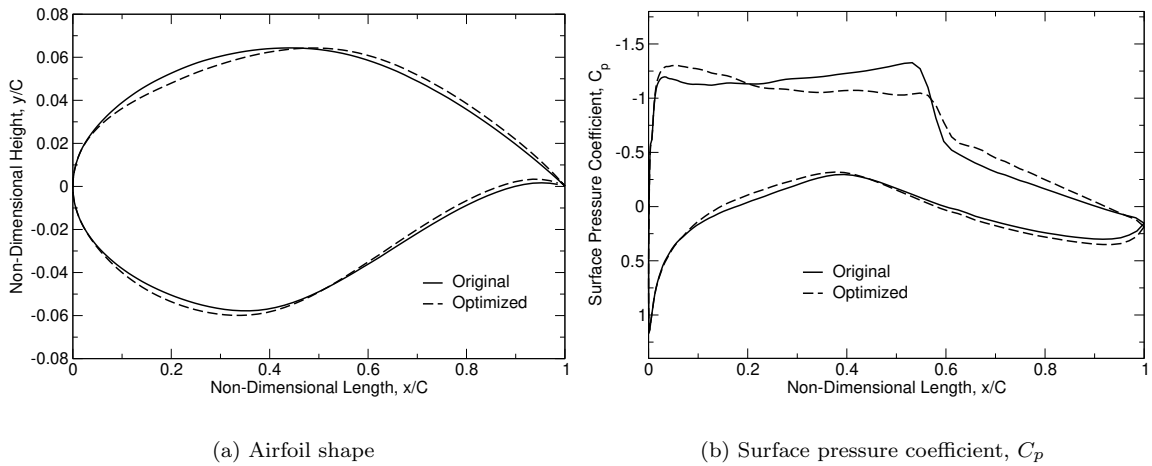 0.08
0.06
0.04
0.02
0
-0.02
-0.04
-0.06
-0.08
Non-Dimensional Height, y/C
0 0.2 0.4 0.6 0.8 1
Non-Dimensional Length, x/C
Original
Optimized
(a) Airfoil shape
-1.5
-1
-0.5
0
0.5
1
Surface Pressure Coefficient, Cp
0 0.2 0.4 0.6 0.8 1
Non-Dimensional Length, x/C
Original
Optimized
(b) Surface pressure coefficient, Cp